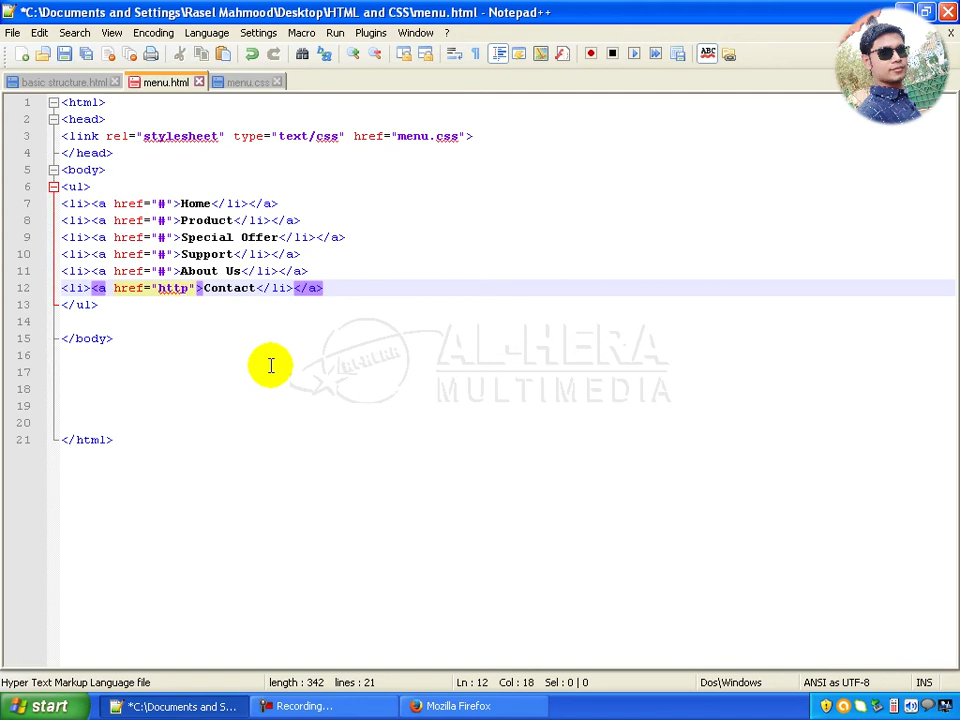 *C:\Documents and Settings\Rasel Mahmood\Desktop\HTML and CSS\menu.html - Notepad++
File Edit Search View Encoding Language Settings Macro Run Plugins Window ? X
basic structure.html menu.html menu.css
1 <html>
2 <head>
3 <link rel="stylesheet" type="text/css" href="menu.css">
4 </head>
5 <body>
6 <ul>
7 <li><a href="#">Home</li></a>
8 <li><a href="#">Product</li></a>
9 <li><a href="#">Special Offer</li></a>
10 <li><a href="#">Support</li></a>
11 <li><a href="#">About Us</li></a>
12 <li><a href="http">Contact</li></a>
13 </ul>
14
15 </body>
16
17
18
19
20
21 </html>
AL-HERA
MULTIMEDIA
Hyper Text Markup Language file length : 342 lines : 21 Ln : 12 Col : 18 Sel : 0 | 0 Dos\Windows ANSI as UTF-8 INS
start *C:\Documents and S... Recording... Mozilla Firefox